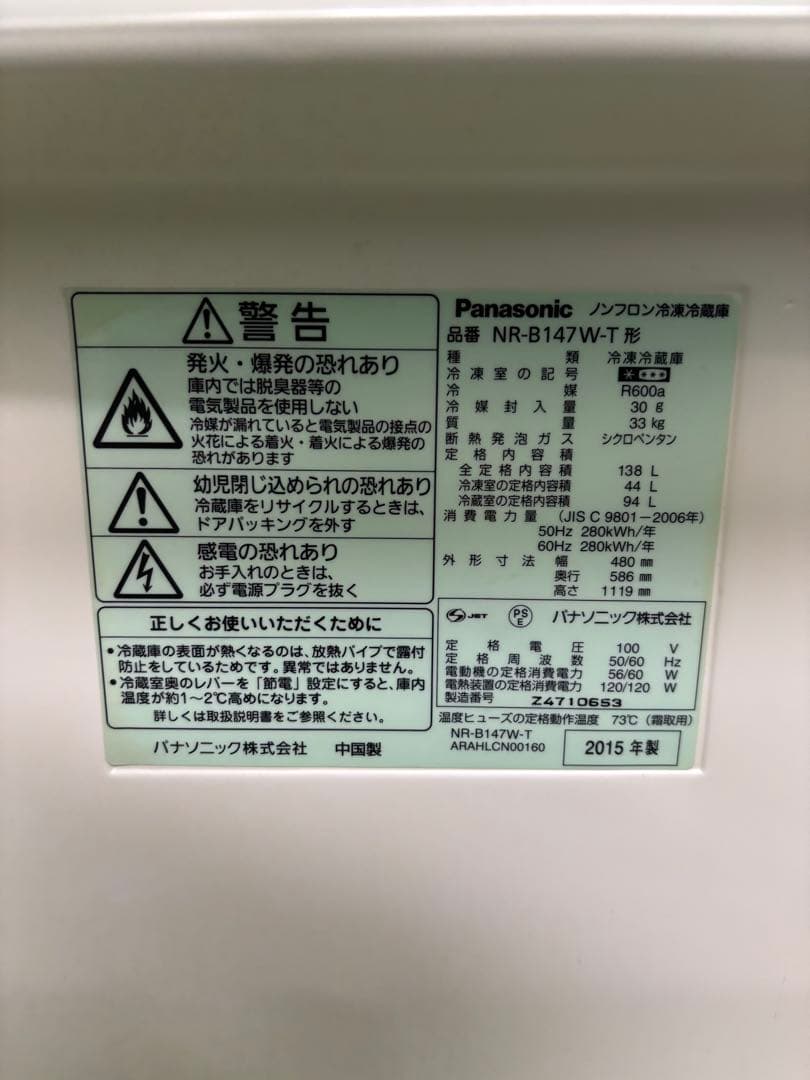 警告
発火・爆発の恐れあり
庫内では脱臭器等の
電気製品を使用しない
冷媒が漏れていると電気製品の接点の
火花による着火・着火による爆発の
恐れがあります
幼児閉じ込められの恐れあり
冷蔵庫をリサイクルするときは、
ドアパッキングを外す
感電の恐れあり
お手入れのときは、
必ず電源プラグを抜く
正しくお使いいただくために
•冷蔵庫の表面が熱くなるのは、放熱パイプで露付
防止をしているためです。異常ではありません。
•冷蔵室奥のレバーを「節電」設定にすると、庫内
温度が約1~2℃高めになります。
詳しくは取扱説明書をご参照ください。
パナソニック株式会社 中国製
Panasonic ノンフロン冷凍冷蔵庫
品番 NR-B147W-T 形
種類 冷凍冷蔵庫
冷凍室の記号 ****
冷媒 R600a
冷媒封入量 30 g
質量 33 kg
断熱発泡ガス シクロペンタン
定格内容積
全定格内容積 138 L
冷凍室の定格内容積 44 L
冷蔵室の定格内容積 94 L
消費電力量 (JIS C 9801-2006年)
50Hz 280kWh/年
60Hz 280kWh/年
外形寸法 幅 480 mm
奥行 586 mm
高さ 1119 mm
JET PSE パナソニック株式会社
定格電圧 100 V
定格周波数 50/60 Hz
電動機の定格消費電力 56/60 W
電熱装置の定格消費電力 120/120 W
製造番号 Z4710653
温度ヒューズの定格動作温度 73℃(霜取用)
NR-B147W-T
ARAHLCN00160
2015 年製